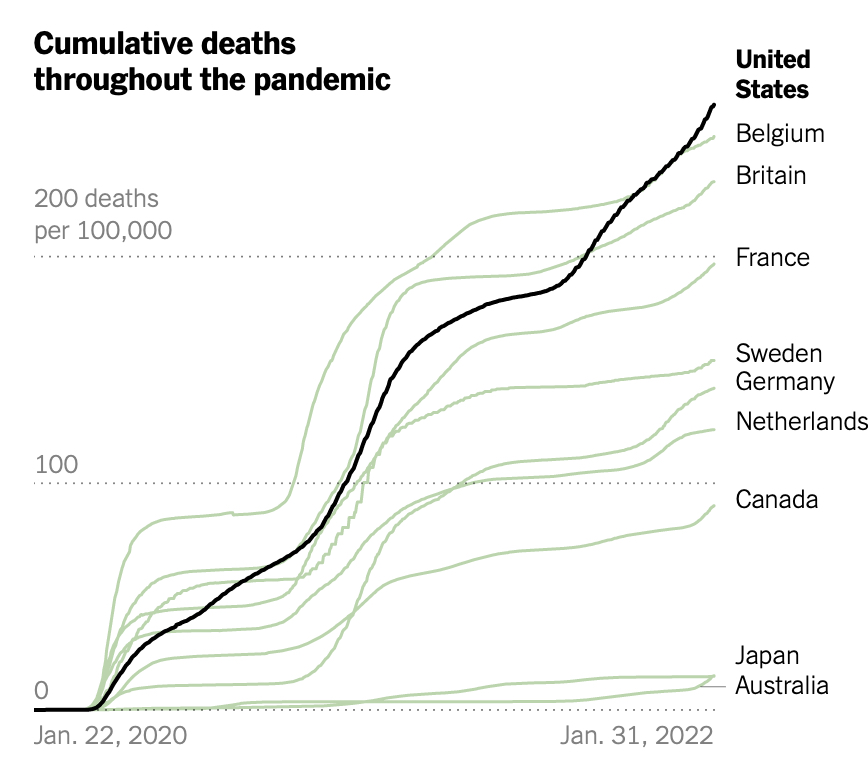 Cumulative deaths
throughout the pandemic
United
States
Belgium
Britain
200 deaths
per 100,000
France
Sweden
Germany
Netherlands
100
Canada
Japan
0
Australia
Jan. 22, 2020
Jan. 31, 2022